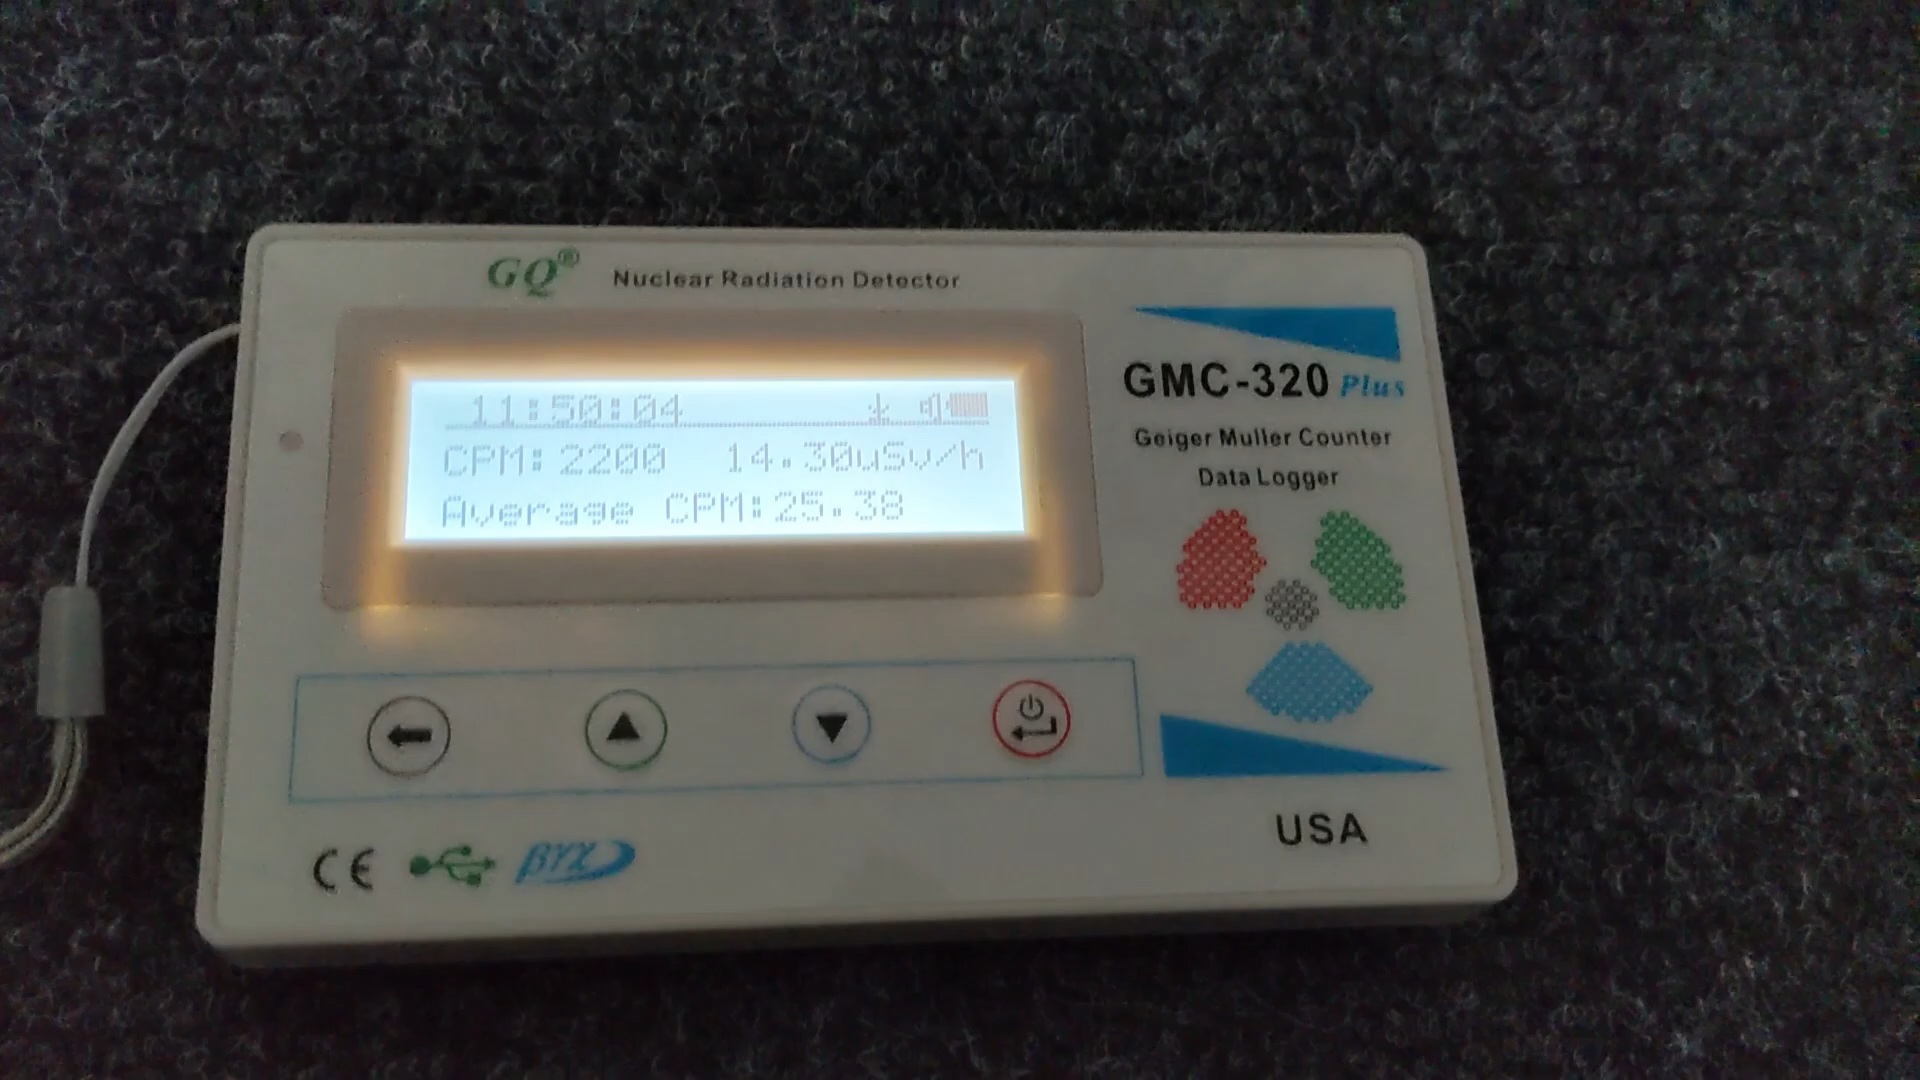 GQ® Nuclear Radiation Detector
11:50:04
CPM:2200 14.30uSv/h
Average CPM:25.38
GMC-320 Plus
Geiger Muller Counter
Data Logger
CE βγχ
USA